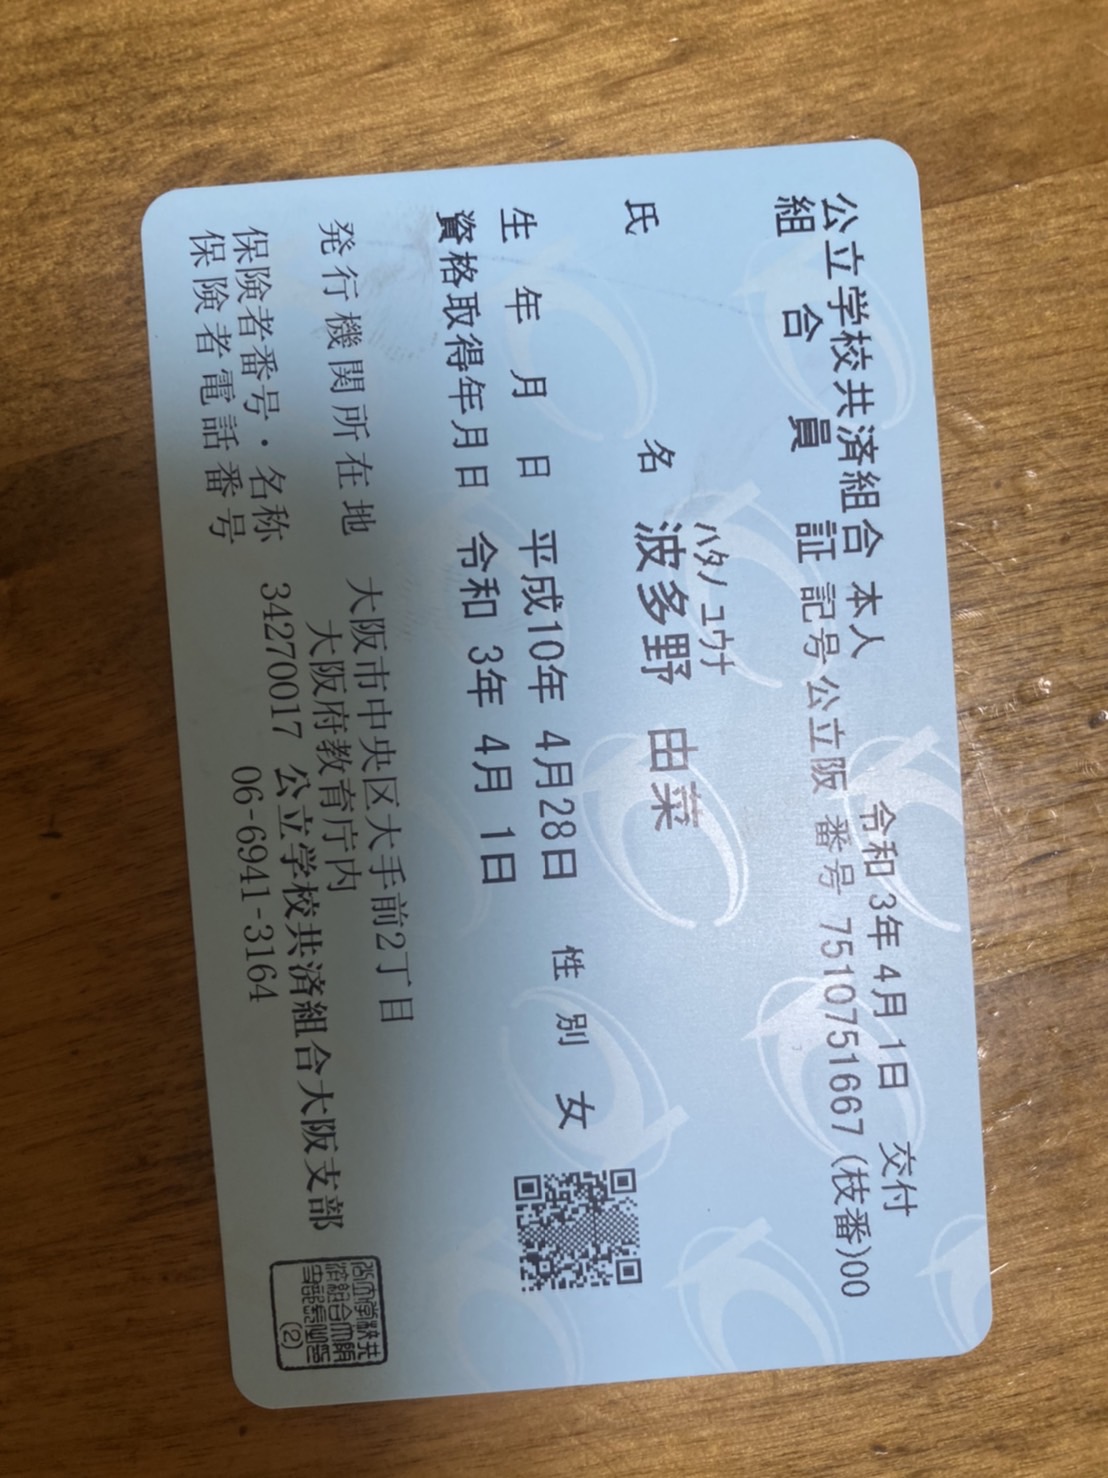 公立学校共済組合 本人 令和 3年 4月 1日 交付
組合員証 記号 公立阪 番号 7510751667 (枝番)00
ハタノ ユウナ
氏名 波多野 由菜
生年月日 平成10年 4月28日 性別 女
資格取得年月日 令和 3年 4月 1日
発行機関所在地 大阪市中央区大手前2丁目
大阪府教育庁内
保険者番号・名称 34270017 公立学校共済組合大阪支部
保険者電話番号 06-6941-3164
(2)